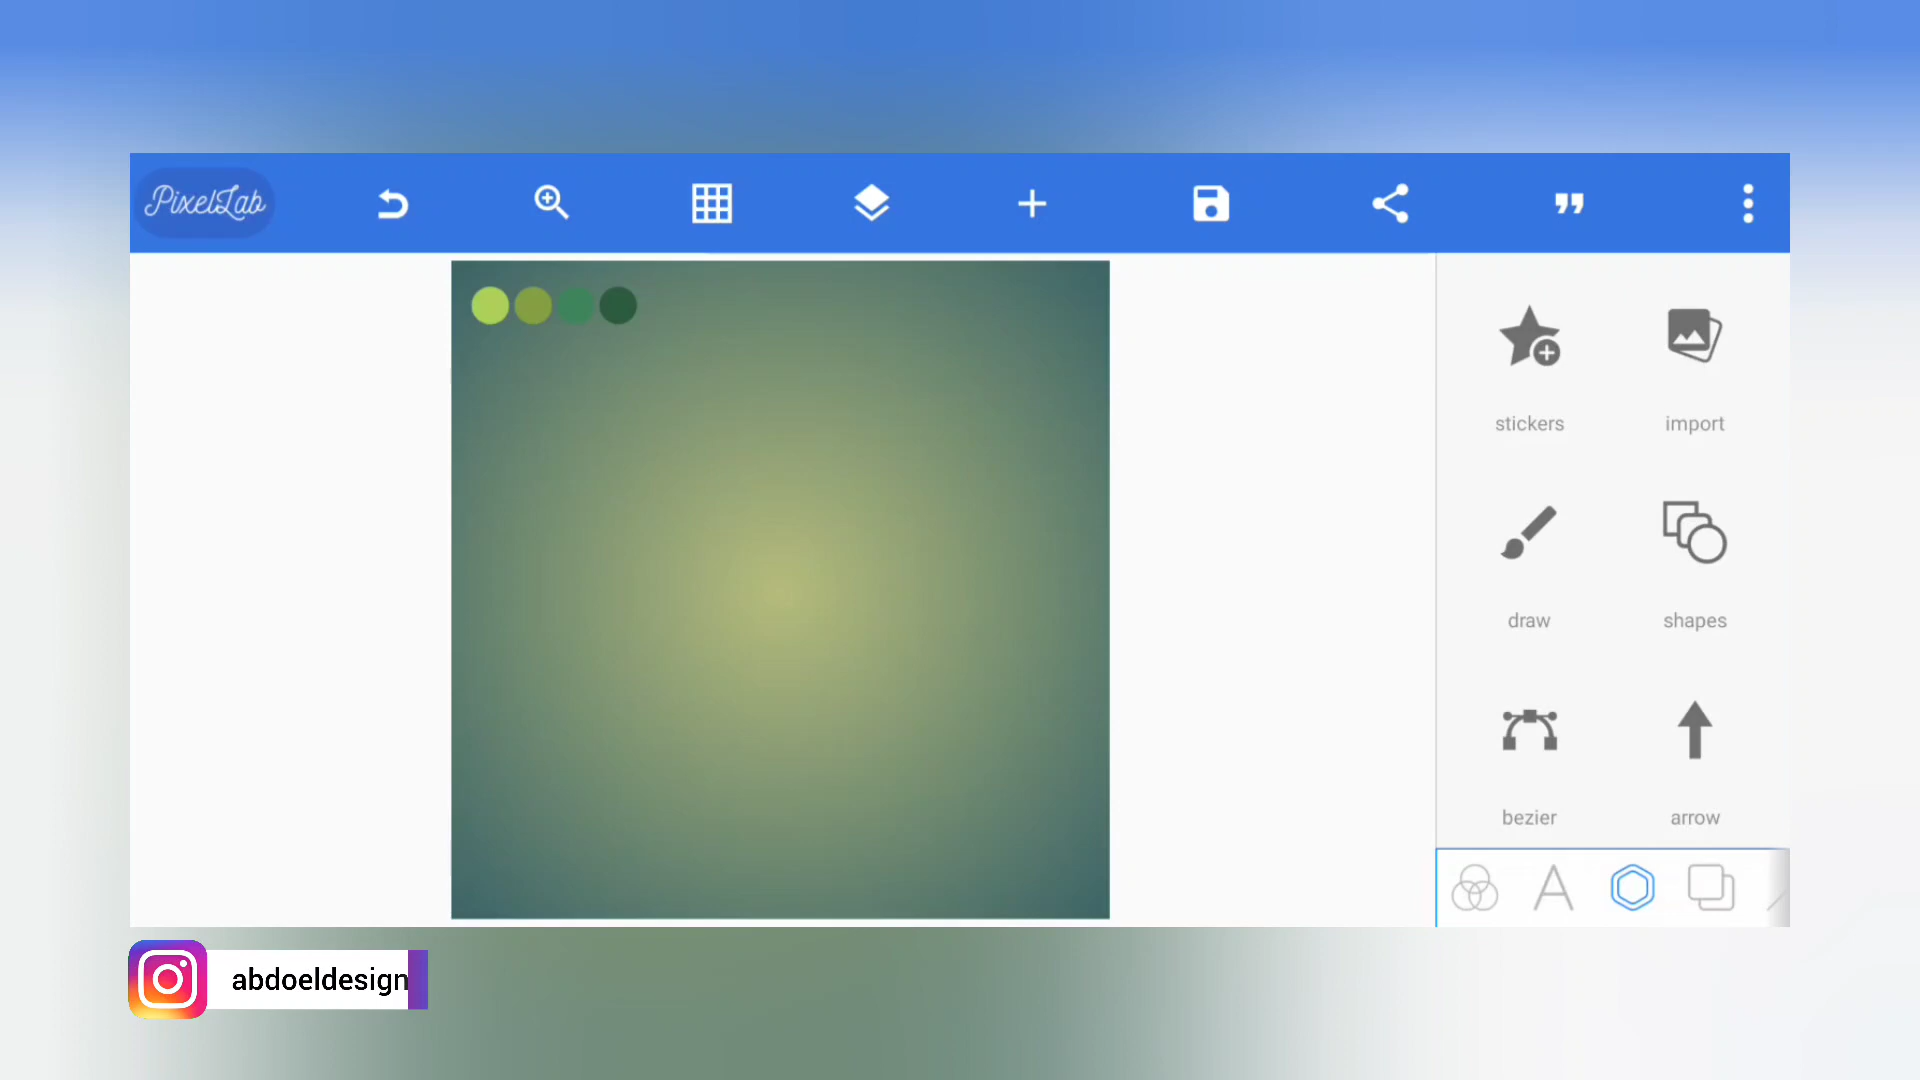 PixelLab
stickers
import
draw
shapes
bezier
arrow
abdoeldesign